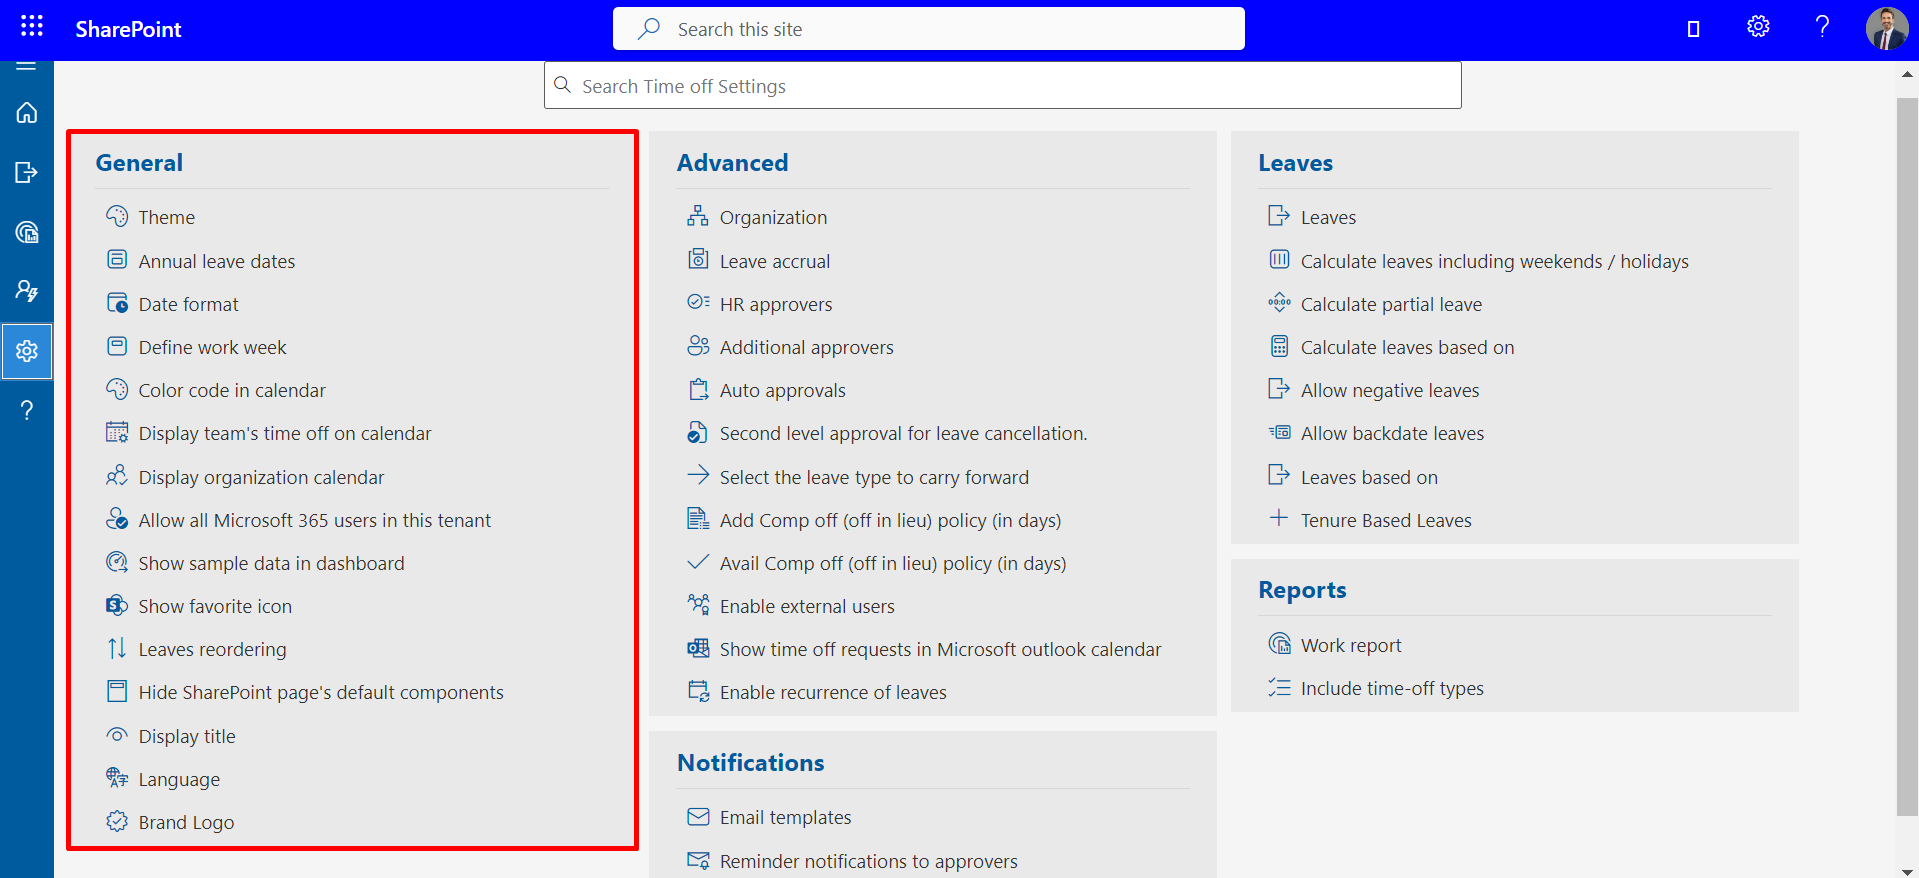 SharePoint
Search this site
Search Time off Settings
General
Theme
Annual leave dates
Date format
Define work week
Color code in calendar
Display team's time off on calendar
Display organization calendar
Allow all Microsoft 365 users in this tenant
Show sample data in dashboard
Show favorite icon
Leaves reordering
Hide SharePoint page's default components
Display title
Language
Brand Logo
Advanced
Organization
Leave accrual
HR approvers
Additional approvers
Auto approvals
Second level approval for leave cancellation.
Select the leave type to carry forward
Add Comp off (off in lieu) policy (in days)
Avail Comp off (off in lieu) policy (in days)
Enable external users
Show time off requests in Microsoft outlook calendar
Enable recurrence of leaves
Notifications
Email templates
Reminder notifications to approvers
Leaves
Leaves
Calculate leaves including weekends / holidays
Calculate partial leave
Calculate leaves based on
Allow negative leaves
Allow backdate leaves
Leaves based on
Tenure Based Leaves
Reports
Work report
Include time-off types